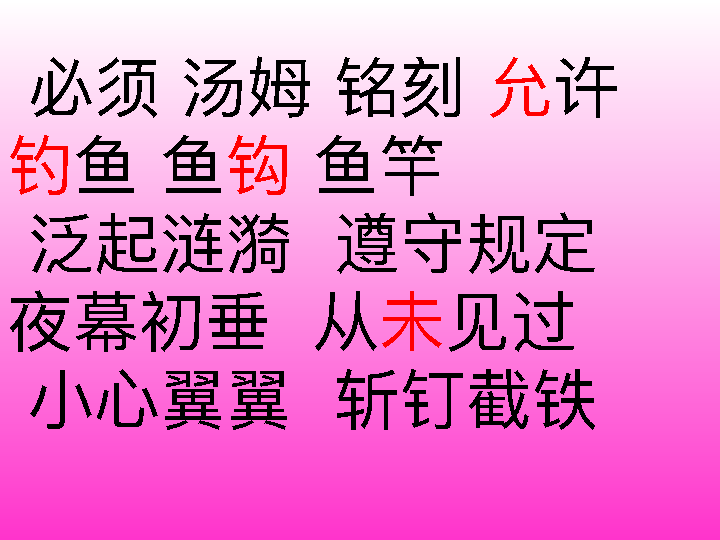 必须 汤姆 铭刻 允许
钓鱼 鱼钩 鱼竿
泛起涟漪 遵守规定
夜幕初垂 从未见过
小心翼翼 斩钉截铁